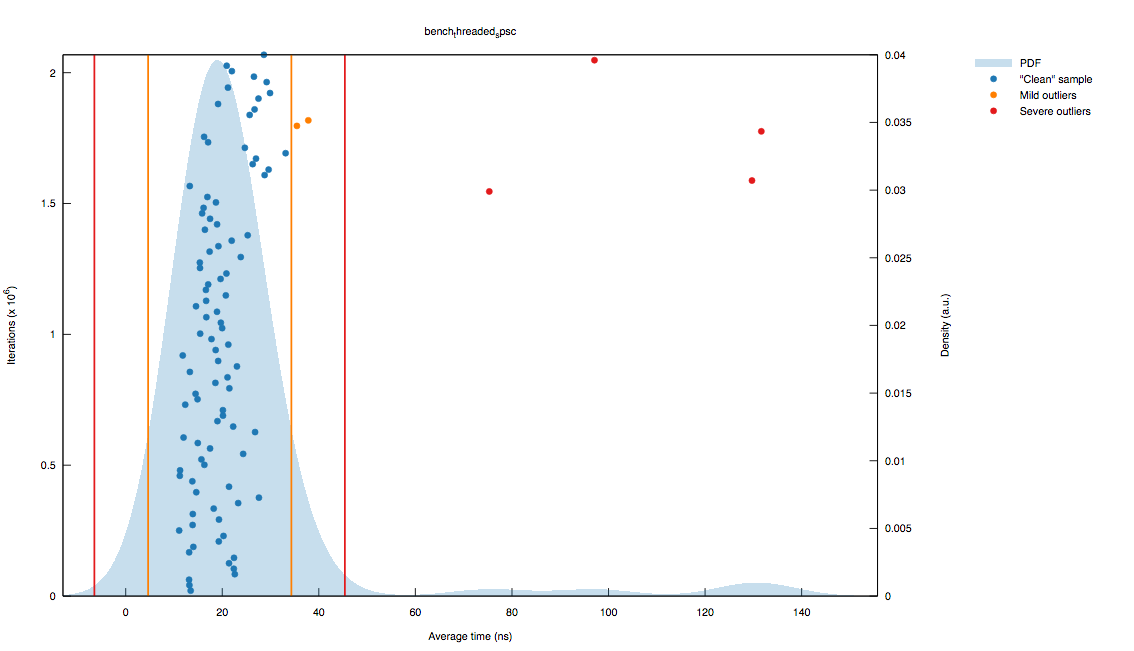 bench_threaded_spsc
PDF
"Clean" sample
Mild outliers
Severe outliers
Iterations (x 10⁶)
2
1.5
1
0.5
0
0.04
0.035
0.03
0.025
0.02
0.015
0.01
0.005
0
Density (a.u.)
0 20 40 60 80 100 120 140
Average time (ns)